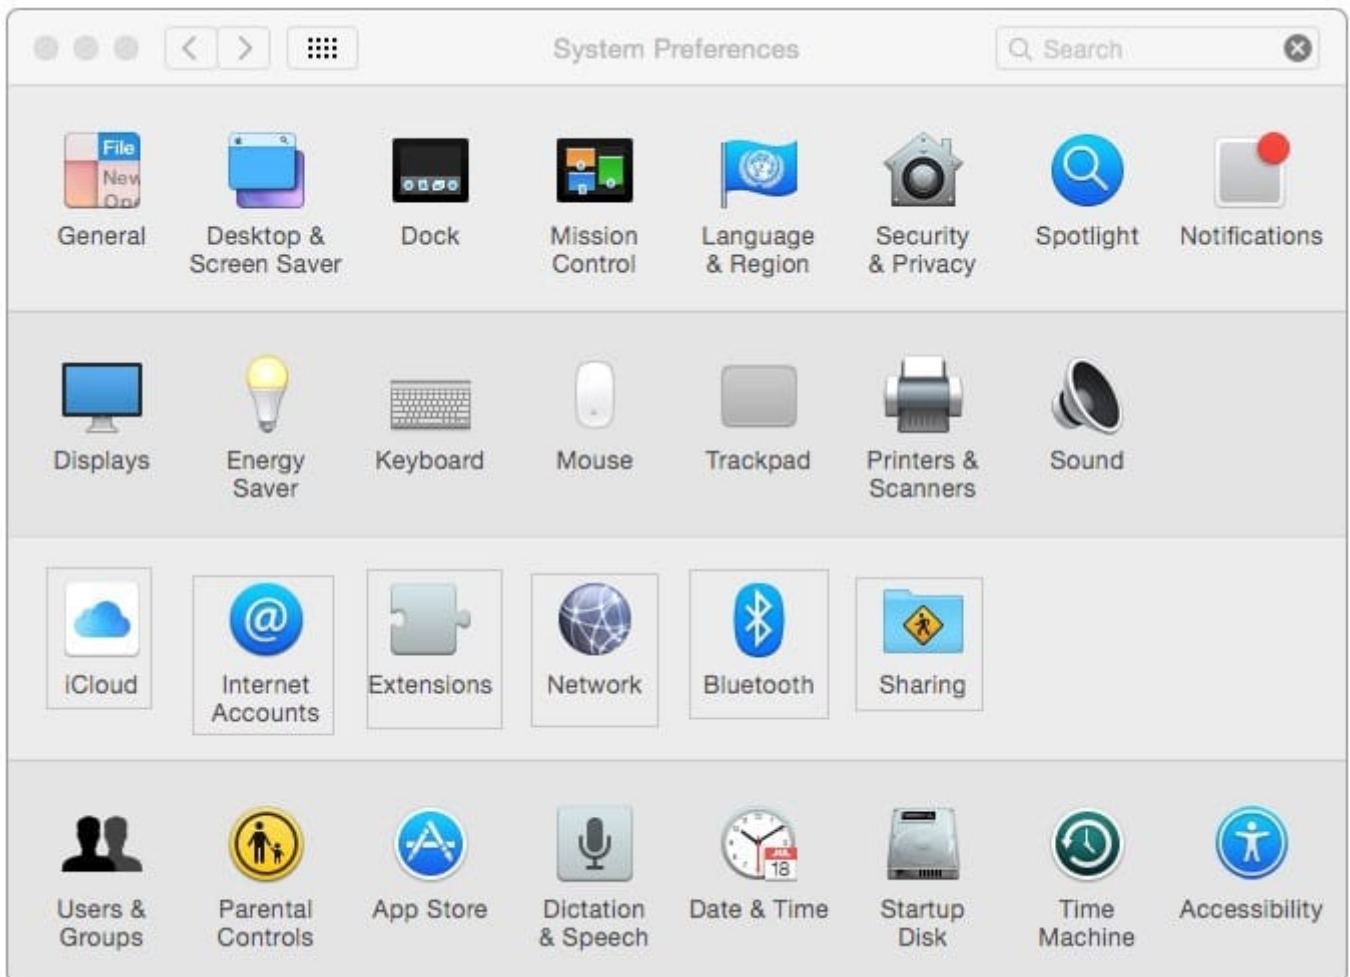 System Preferences
Search
File
New
Ope
General
Desktop &
Screen Saver
Dock
Mission
Control
Language
& Region
Security
& Privacy
Spotlight
Notifications
Displays
Energy
Saver
Keyboard
Mouse
Trackpad
Printers &
Scanners
Sound
iCloud
@
Internet
Accounts
Extensions
Network
Bluetooth
Sharing
Users &
Groups
Parental
Controls
App Store
Dictation
& Speech
JUL
18
Date & Time
Startup
Disk
Time
Machine
Accessibility